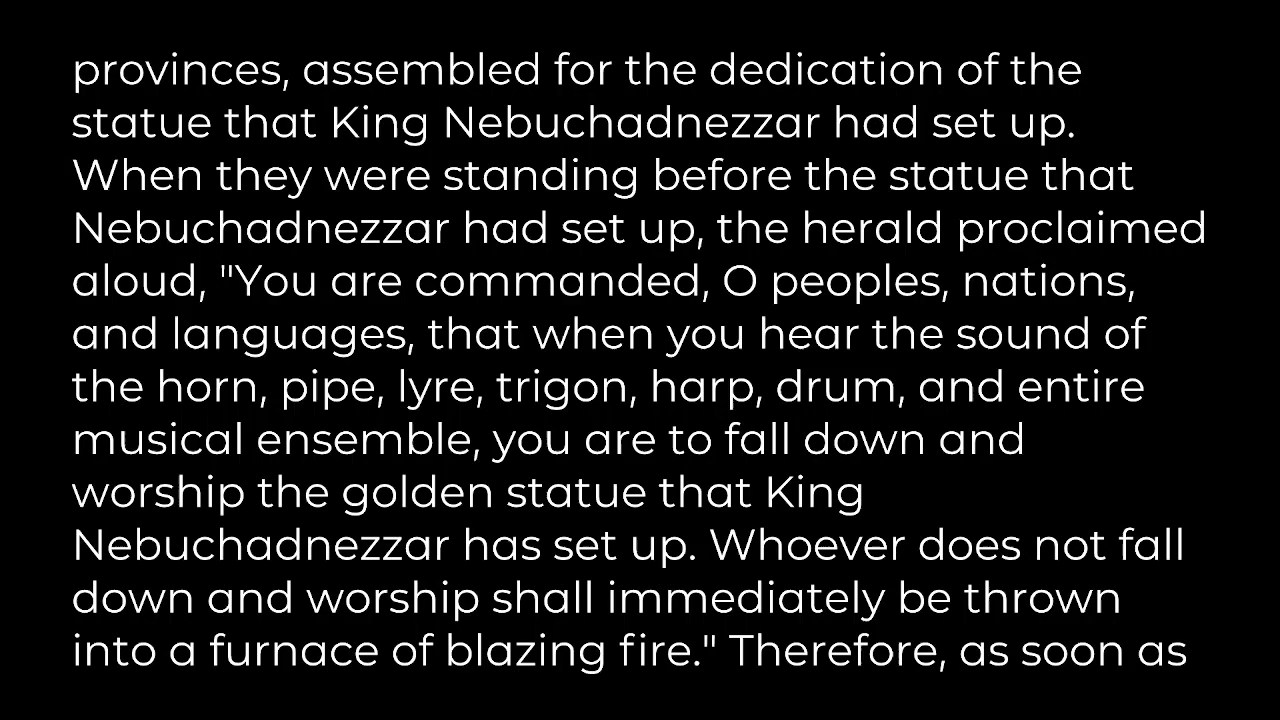 provinces, assembled for the dedication of the
statue that King Nebuchadnezzar had set up.
When they were standing before the statue that
Nebuchadnezzar had set up, the herald proclaimed
aloud, "You are commanded, O peoples, nations,
and languages, that when you hear the sound of
the horn, pipe, lyre, trigon, harp, drum, and entire
musical ensemble, you are to fall down and
worship the golden statue that King
Nebuchadnezzar has set up. Whoever does not fall
down and worship shall immediately be thrown
into a furnace of blazing fire." Therefore, as soon as